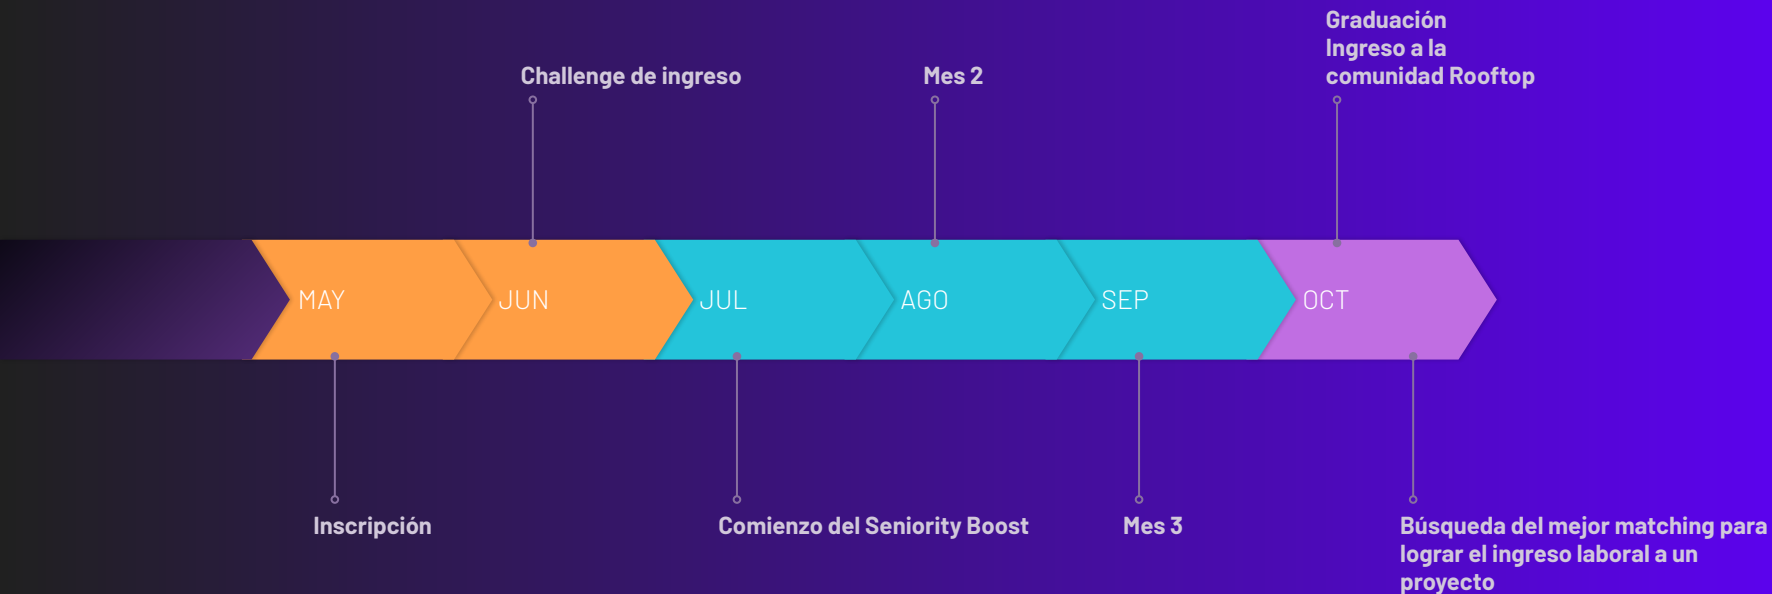 Graduación
Ingreso a la
comunidad Rooftop
Challenge de ingreso
Mes 2
MAY
JUN
JUL
AGO
SEP
OCT
Inscripción
Comienzo del Seniority Boost
Mes 3
Búsqueda del mejor matching para
lograr el ingreso laboral a un
proyecto